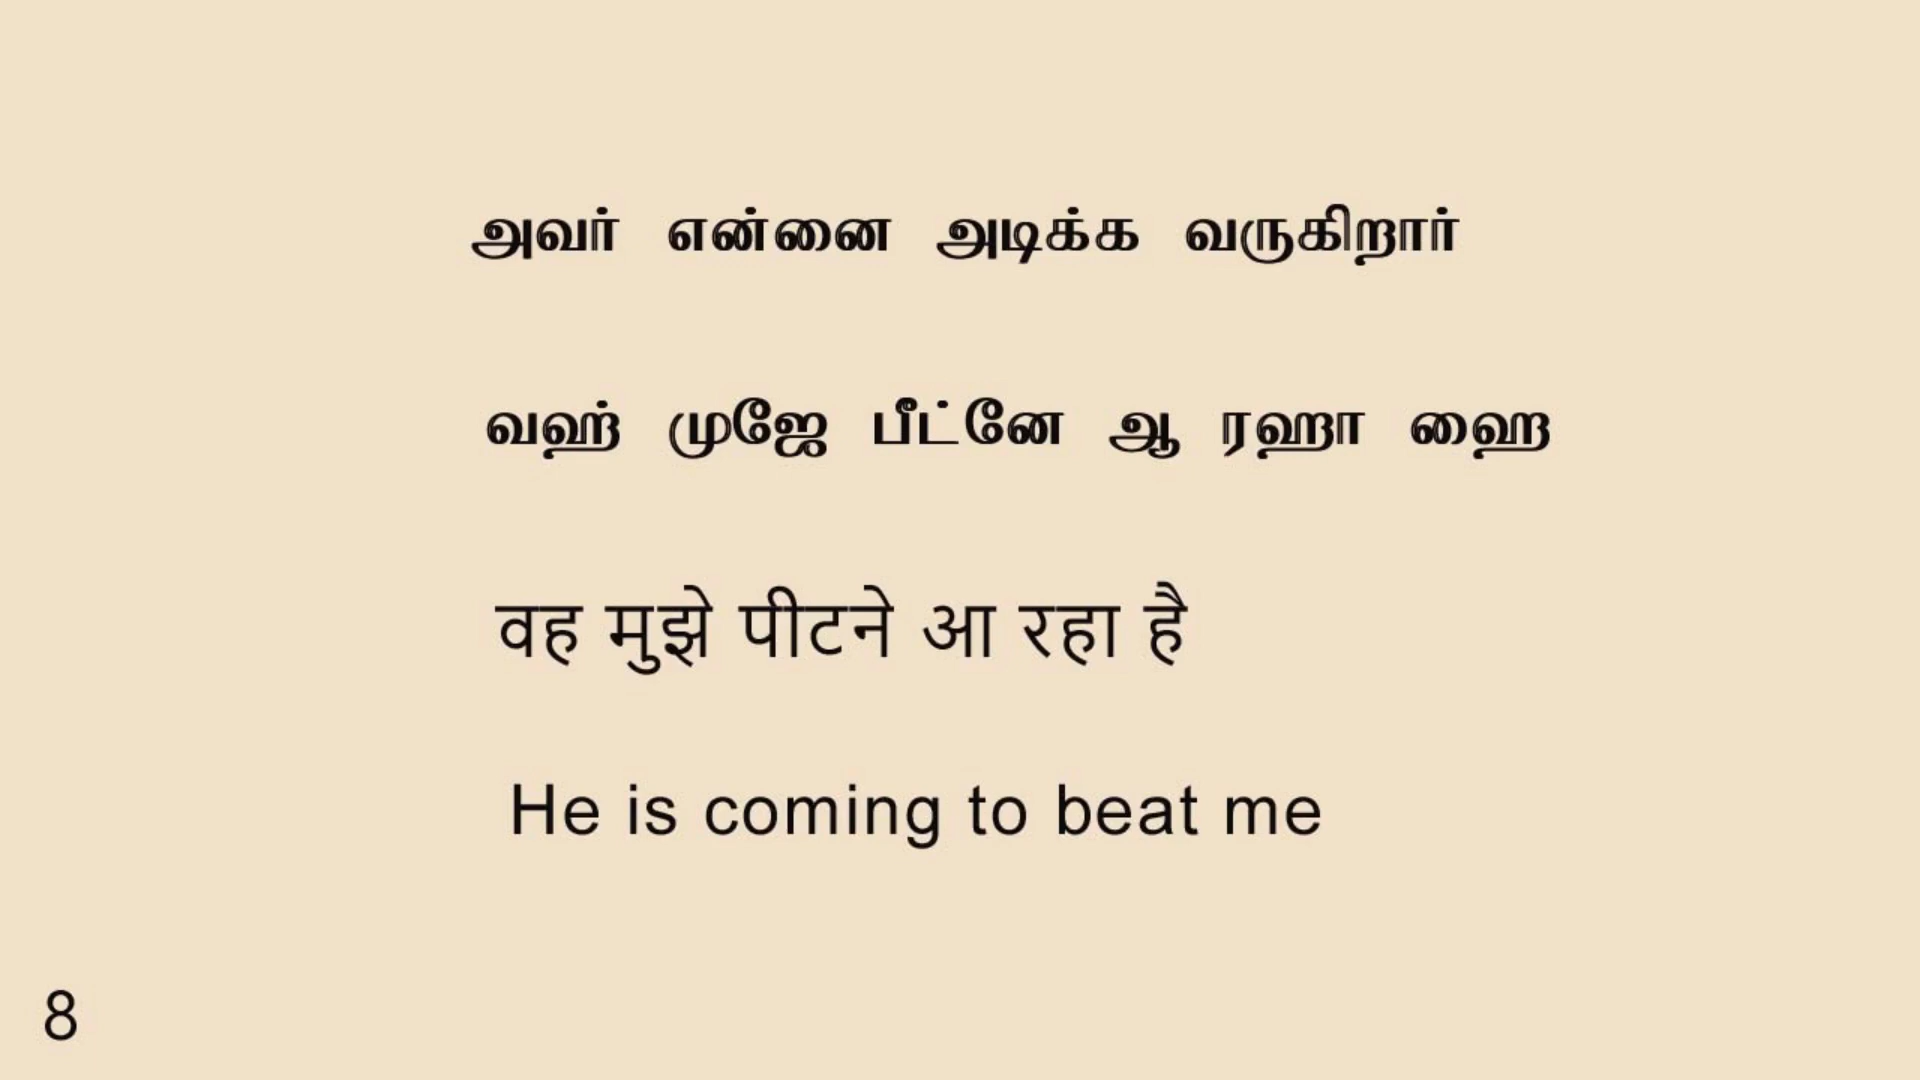 அவர் என்னை அடிக்க வருகிறார்
வஹ் முஜே பீட்னே ஆ ரஹா ஹை
वह मुझे पीटने आ रहा है
He is coming to beat me
8